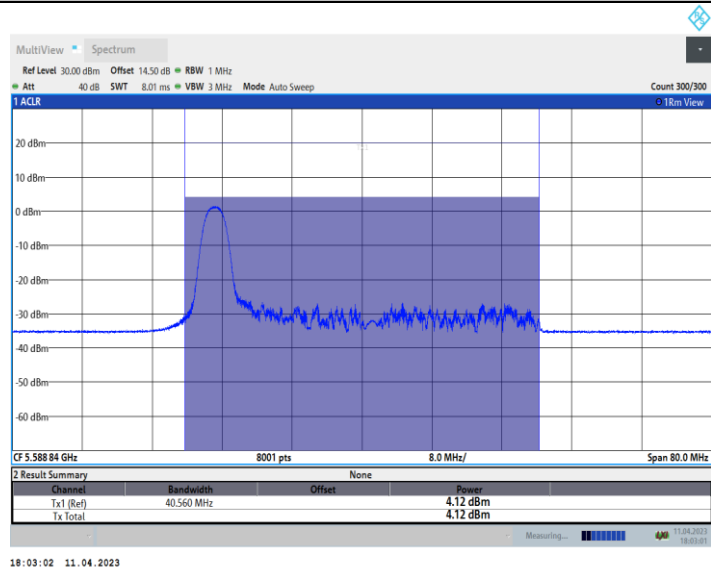 MultiView Spectrum
Ref Level 30.00 dBm Offset 14.50 dB RBW 1 MHz
Att 40 dB SWT 8.01 ms VBW 3 MHz Mode Auto Sweep Count 300/300
1 ACLR 1Rm View
20 dBm
10 dBm
0 dBm
-10 dBm
-20 dBm
-30 dBm
-40 dBm
-50 dBm
-60 dBm
CF 5.588 84 GHz 8001 pts 8.0 MHz/ Span 80.0 MHz
2 Result Summary None
Channel Bandwidth Offset Power
Tx1 (Ref) 40.560 MHz 4.12 dBm
Tx Total 4.12 dBm
Measuring... 11.04.2023
18:03:01
18:03:02 11.04.2023